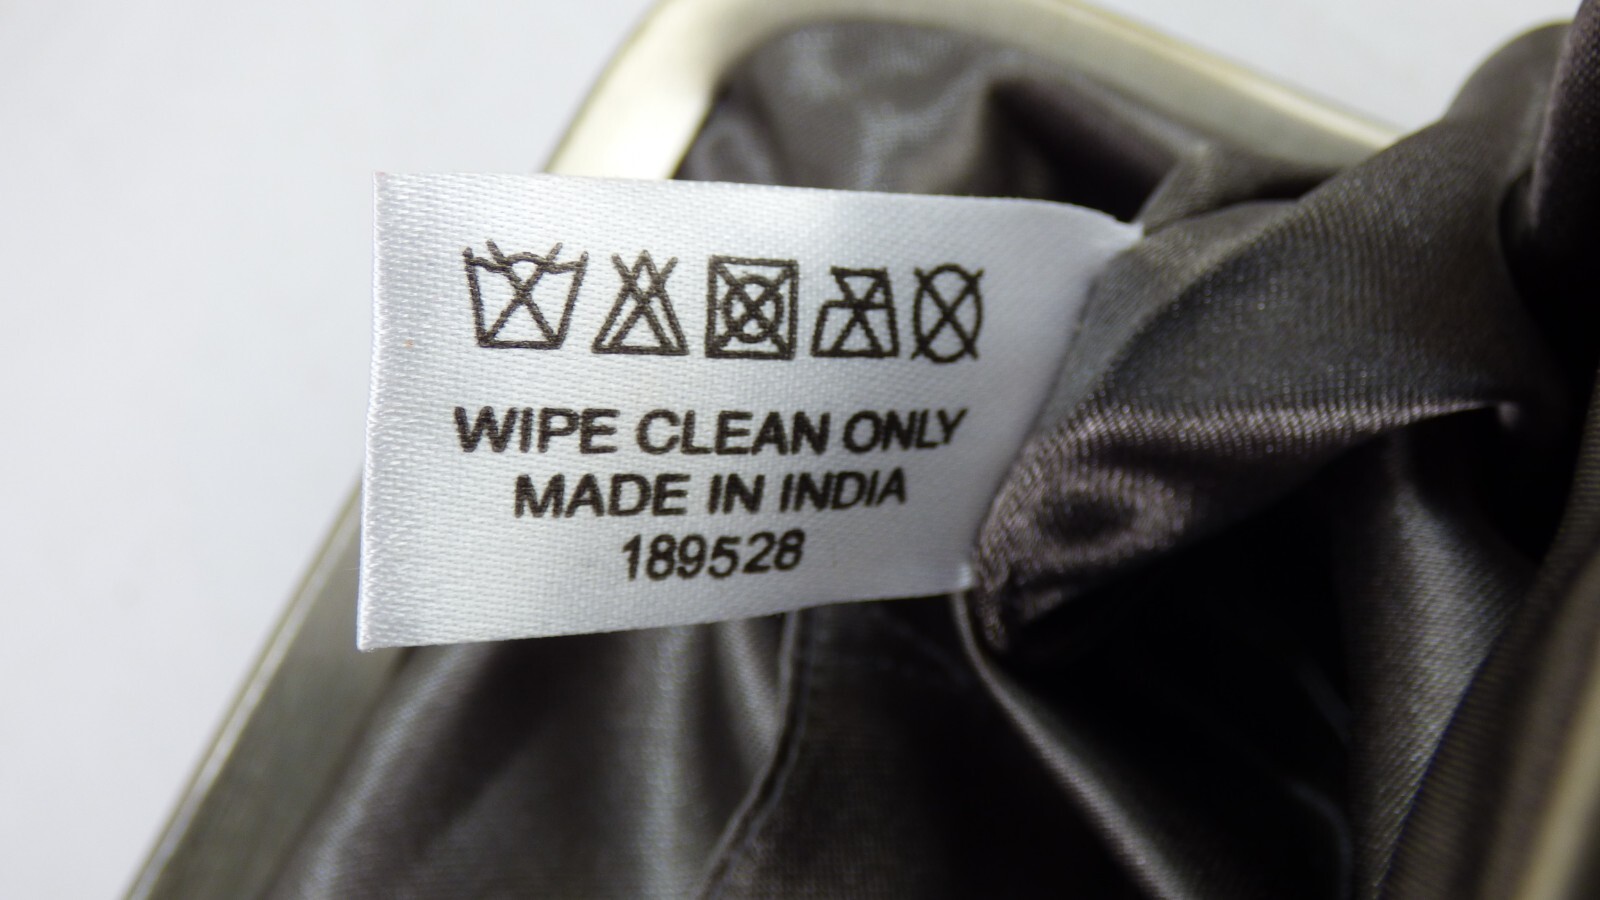 WIPE CLEAN ONLY
MADE IN INDIA
189528